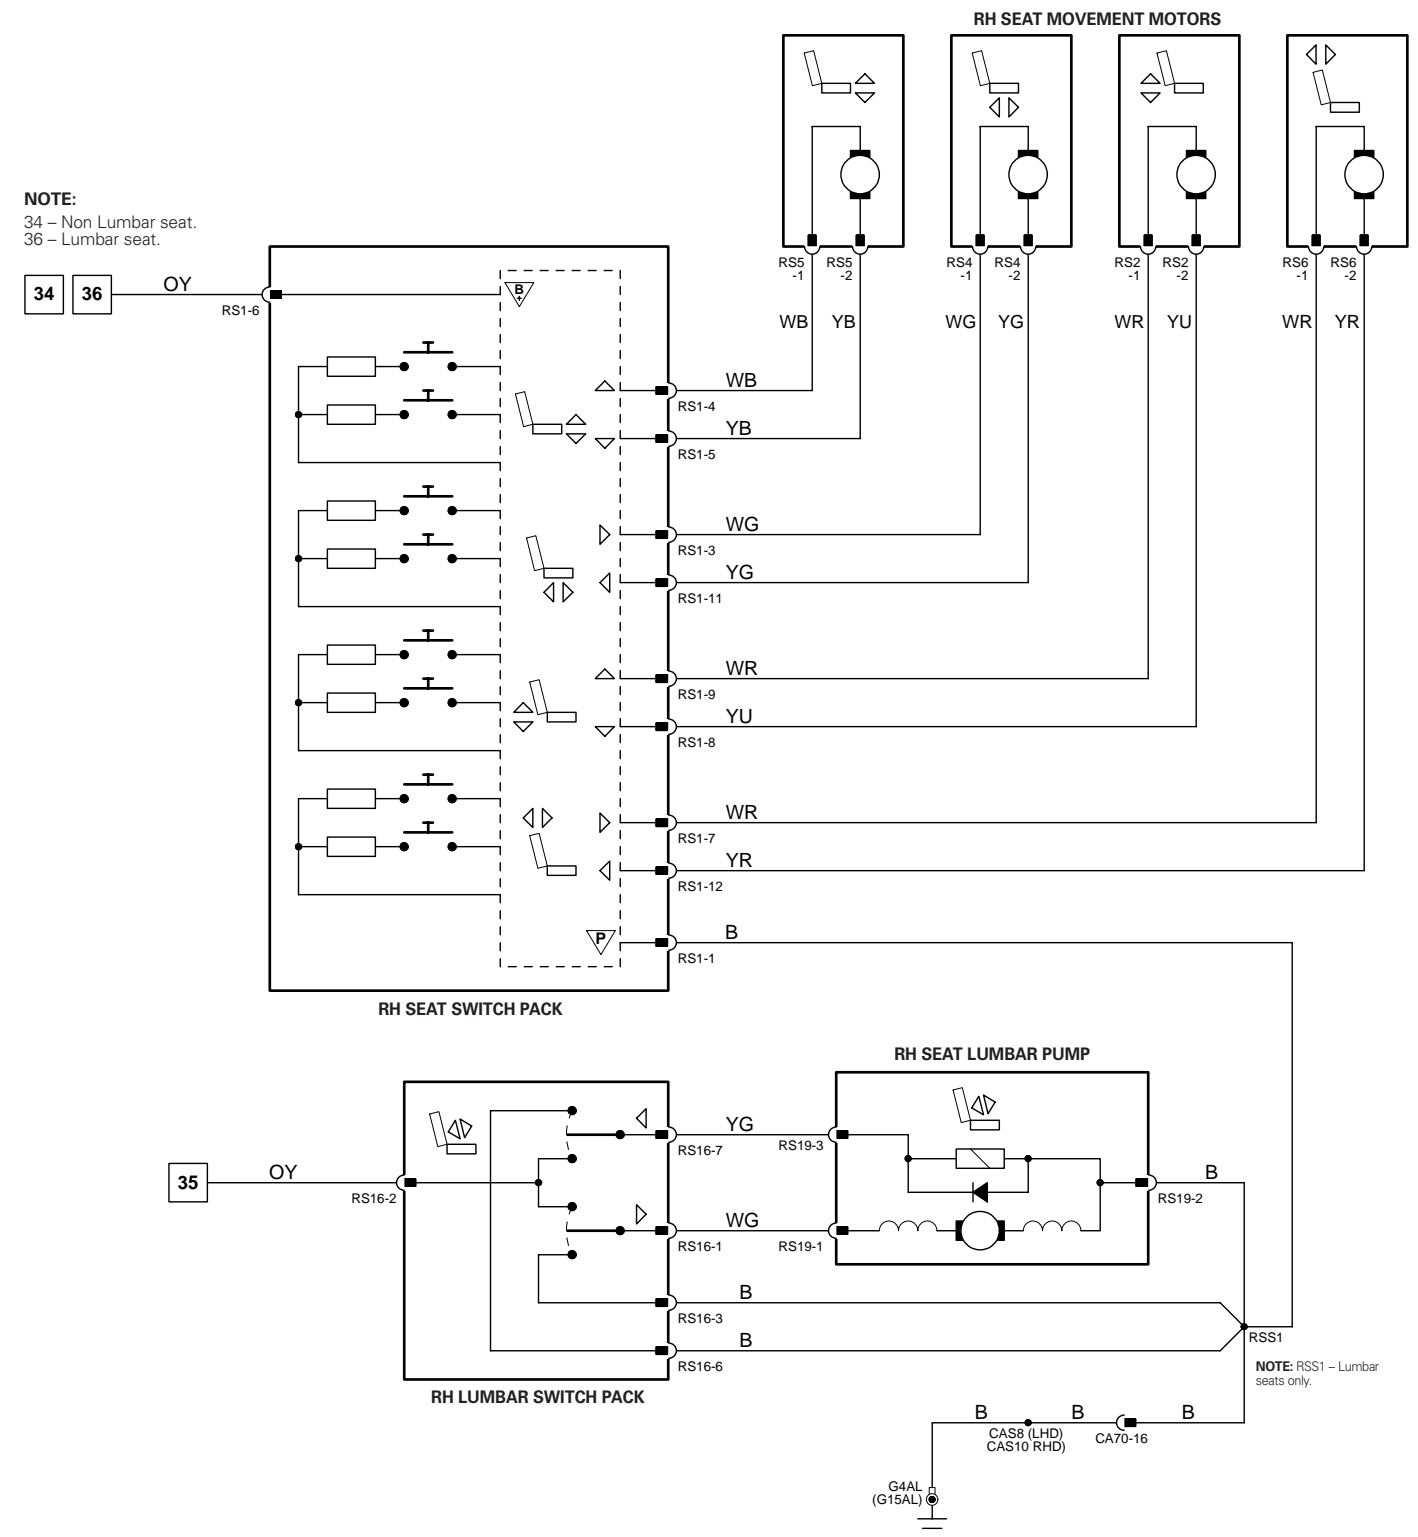 RH SEAT MOVEMENT MOTORS
RS5
-1
RS5
-2
RS4
-1
RS4
-2
RS2
-1
RS2
-2
RS6
-1
RS6
-2
WB YB WG YG WR YU WR YR
NOTE:
34 – Non Lumbar seat.
36 – Lumbar seat.
34 36 OY
RS1-6
B
+
WB
RS1-4
YB
RS1-5
WG
RS1-3
YG
RS1-11
WR
RS1-9
YU
RS1-8
WR
RS1-7
YR
RS1-12
P
B
RS1-1
RH SEAT SWITCH PACK
RH SEAT LUMBAR PUMP
YG
RS16-7
RS19-3
35 OY
RS16-2
B
RS19-2
WG
RS16-1
RS19-1
B
RS16-3
B
RS16-6
RSS1
NOTE: RSS1 – Lumbar
seats only.
RH LUMBAR SWITCH PACK
B B B
CAS8 (LHD)
CAS10 RHD)
CA70-16
G4AL
(G15AL)